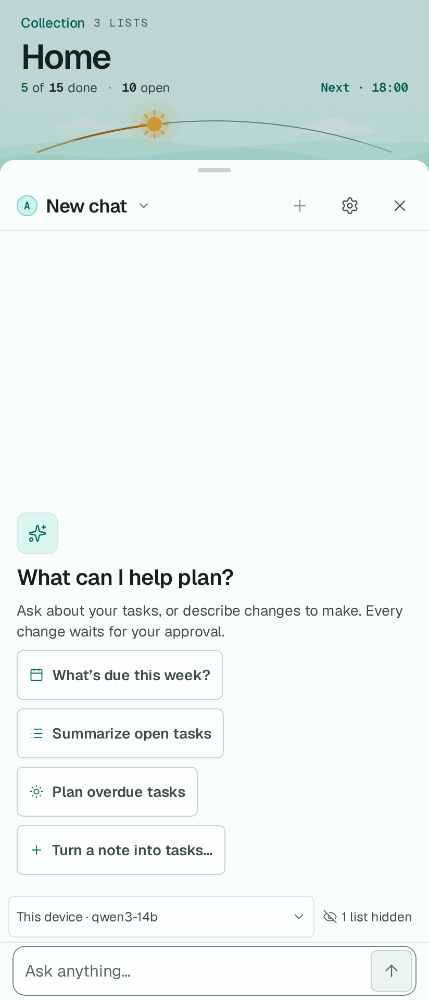 Collection 3 LISTS
Home
5 of 15 done · 10 open
Next · 18:00
A New chat
What can I help plan?
Ask about your tasks, or describe changes to make. Every
change waits for your approval.
What's due this week?
Summarize open tasks
Plan overdue tasks
Turn a note into tasks…
This device · qwen3-14b
1 list hidden
Ask anything…